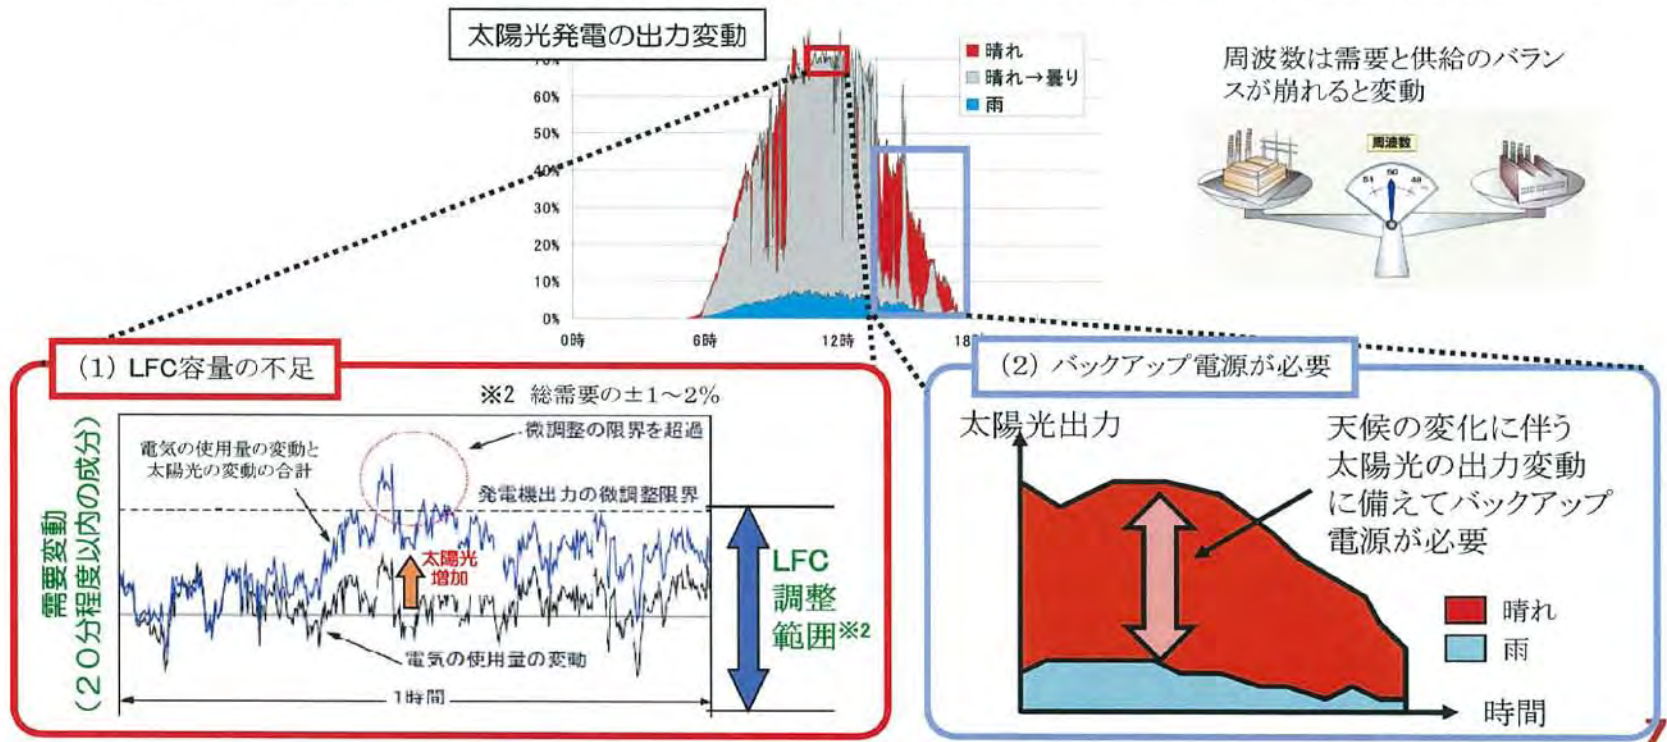 太陽光発電の出力変動
晴れ
晴れ→曇り
雨
70%
60%
50%
40%
30%
20%
10%
0%
0時
6時
12時
周波数は需要と供給のバラン
スが崩れると変動
周波数
51
50
49
(1) LFC容量の不足
※2 総需要の±1～2%
需要変動
(20分程度以内の成分)
電気の使用量の変動と
太陽光の変動の合計
微調整の限界を超過
発電機出力の微調整限界
太陽光
増加
電気の使用量の変動
1時間
LFC
調整
範囲※2
(2) バックアップ電源が必要
太陽光出力
天候の変化に伴う
太陽光の出力変動
に備えてバックアップ
電源が必要
晴れ
雨
時間
7